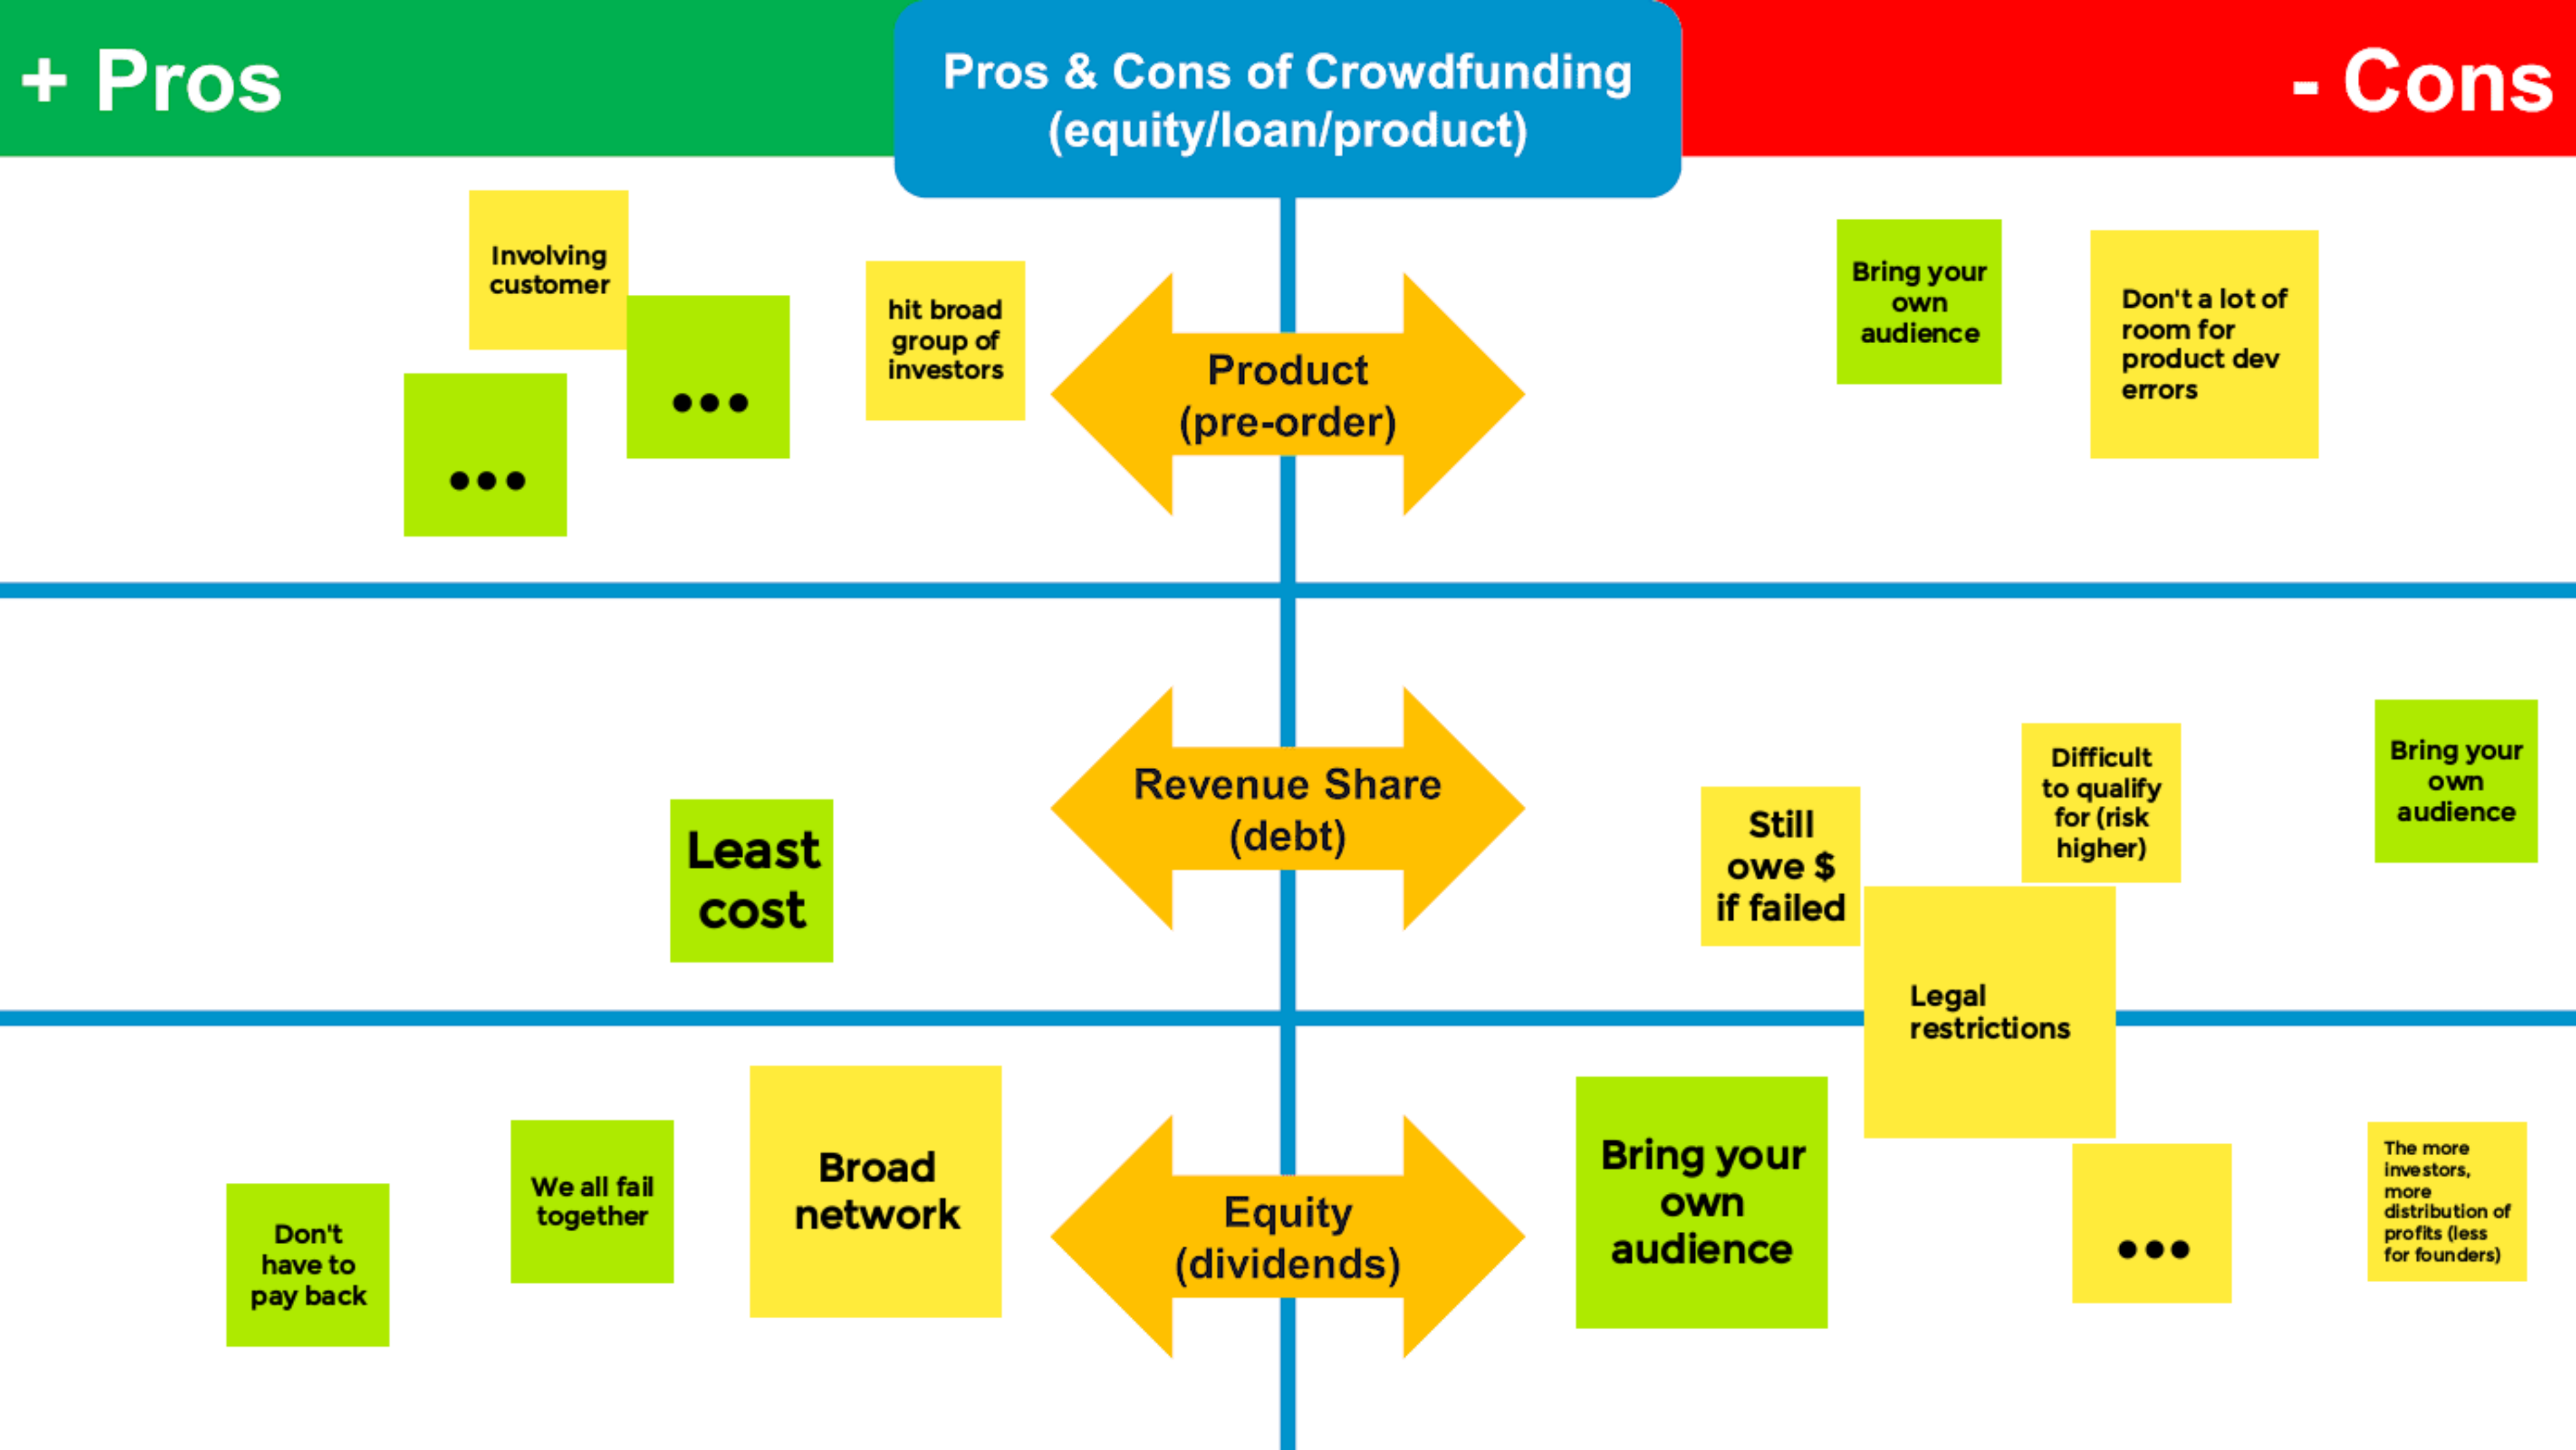 + Pros
Pros & Cons of Crowdfunding
(equity/loan/product)
- Cons
Involving
customer
...
...
hit broad
group of
investors
Product
(pre-order)
Bring your
own
audience
Don't a lot of
room for
product dev
errors
Least
cost
Revenue Share
(debt)
Still
owe $
if failed
Difficult
to qualify
for (risk
higher)
Bring your
own
audience
Legal
restrictions
Don't
have to
pay back
We all fail
together
Broad
network
Equity
(dividends)
Bring your
own
audience
...
The more
investors,
more
distribution of
profits (less
for founders)